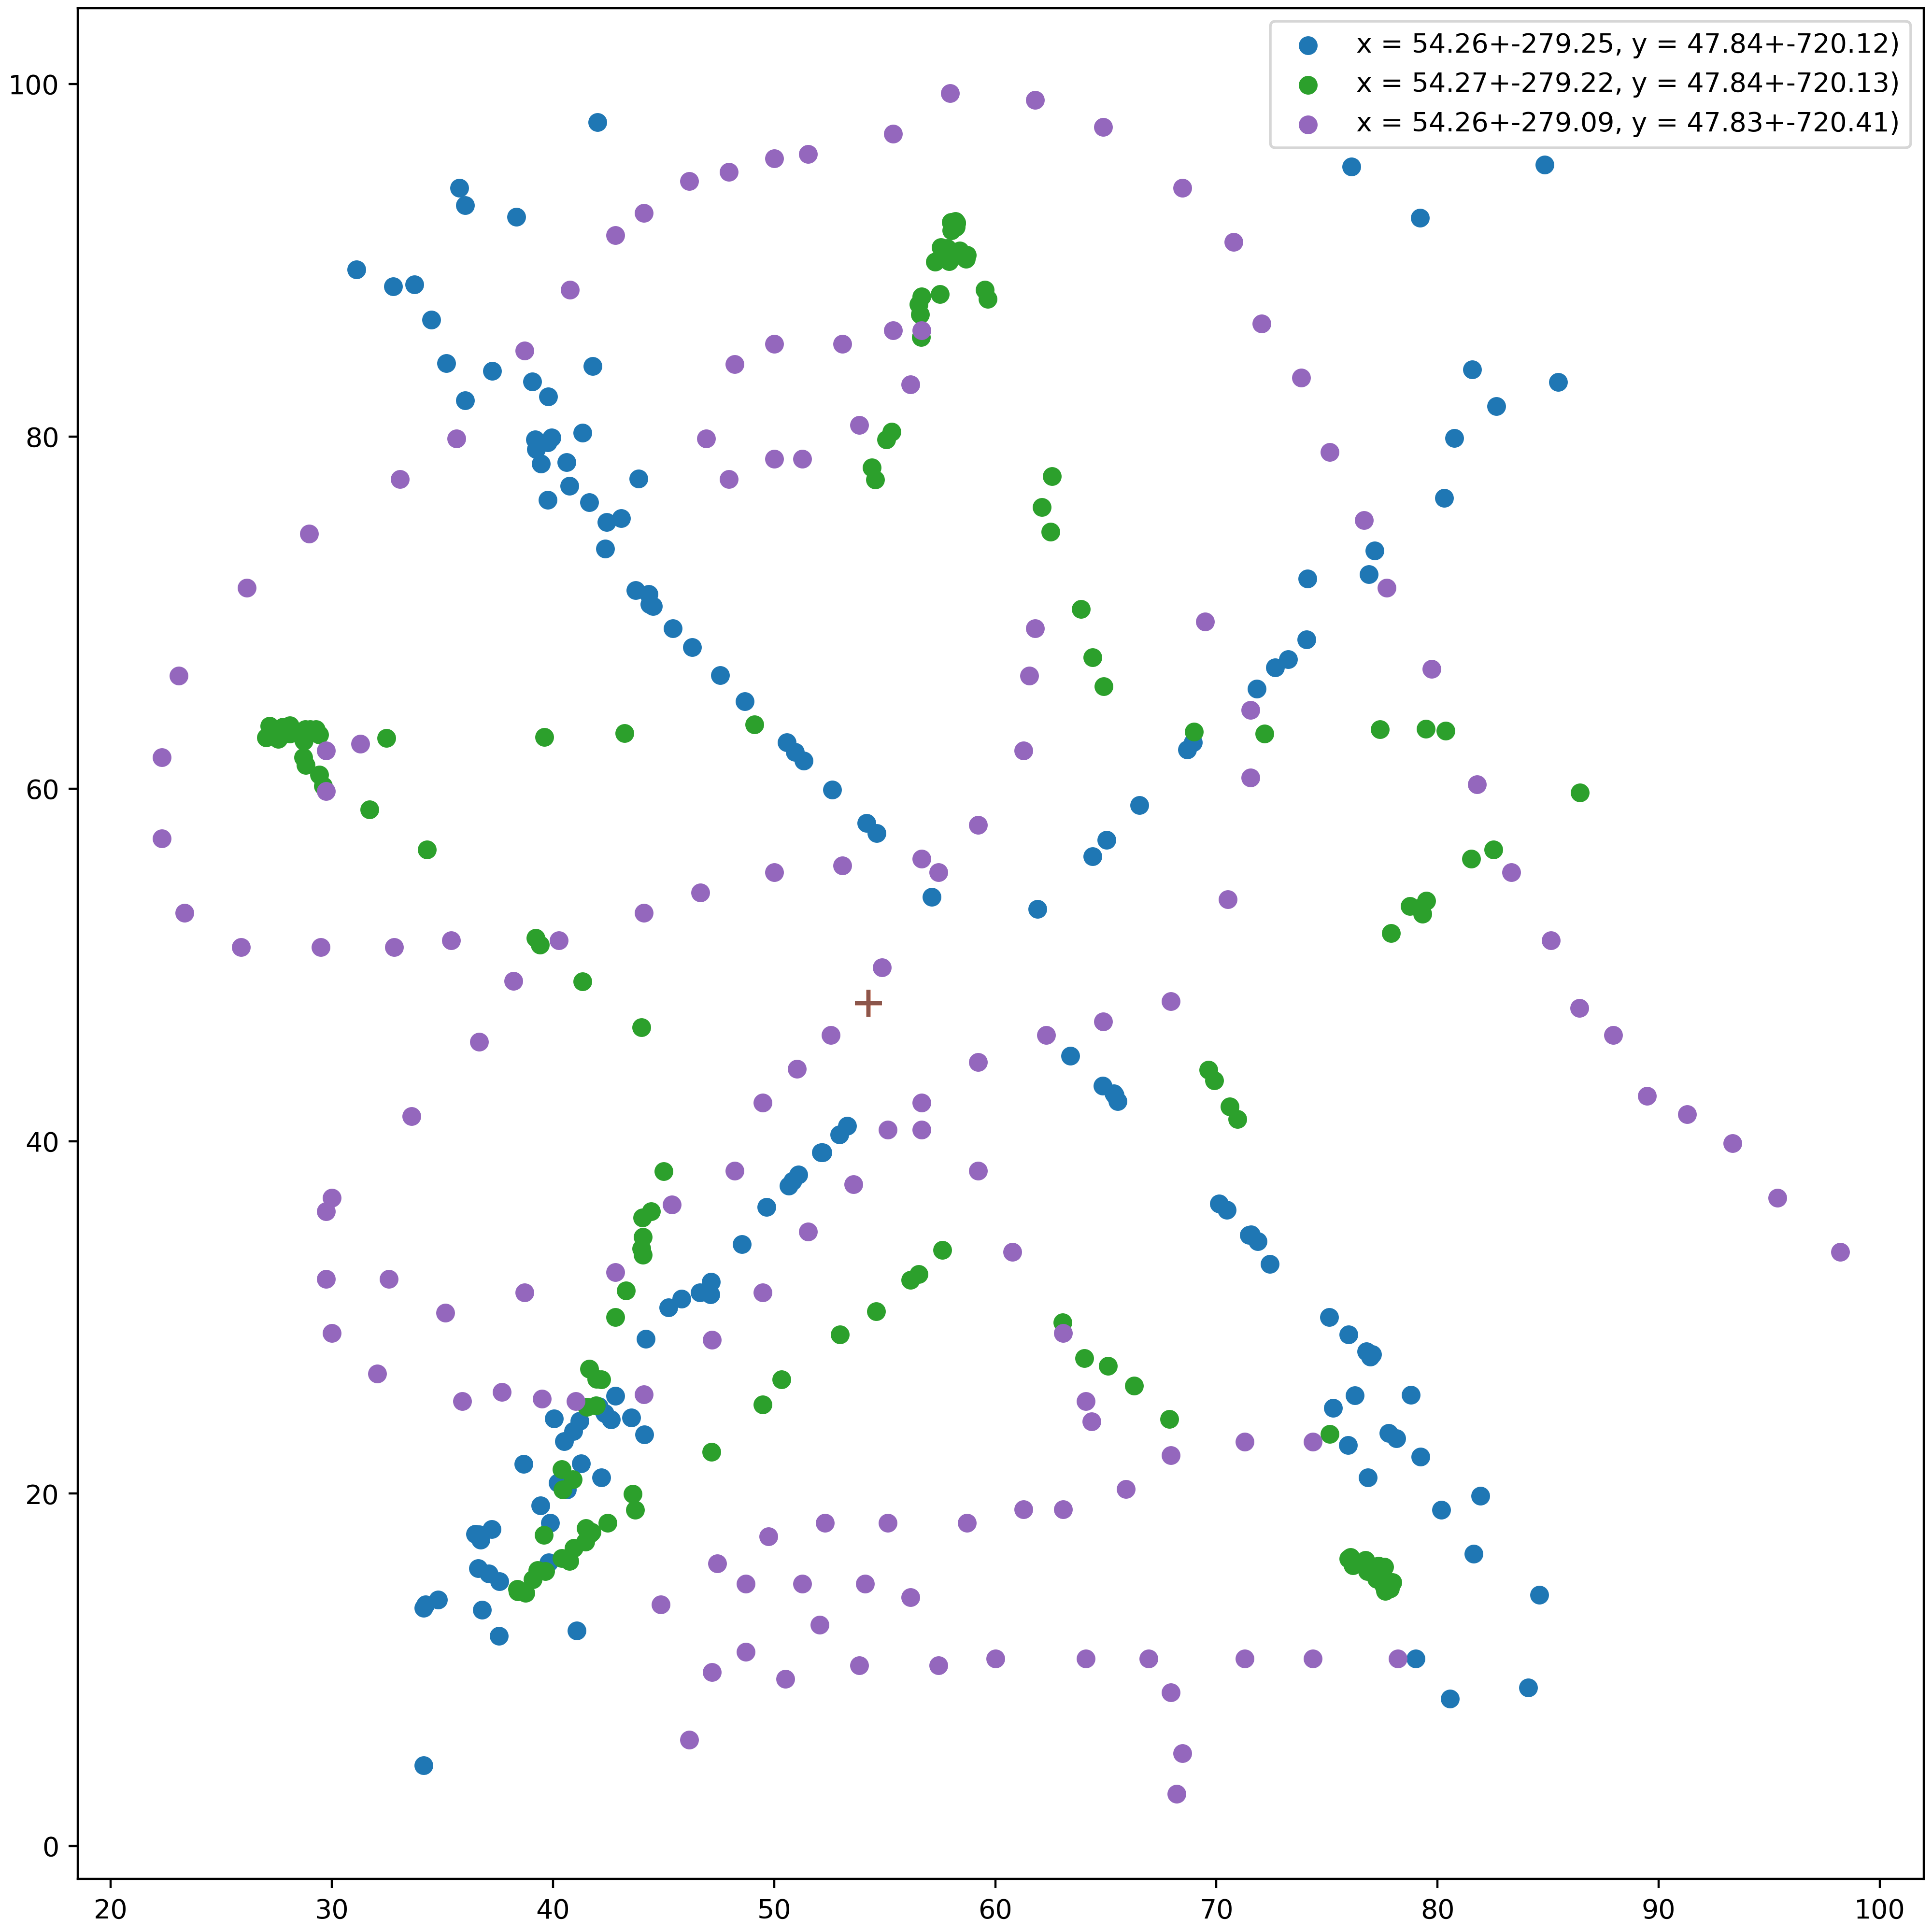 x = 54.26+-279.25, y = 47.84+-720.12)
x = 54.27+-279.22, y = 47.84+-720.13)
x = 54.26+-279.09, y = 47.83+-720.41)
100
80
60
40
20
0
20 30 40 50 60 70 80 90 100